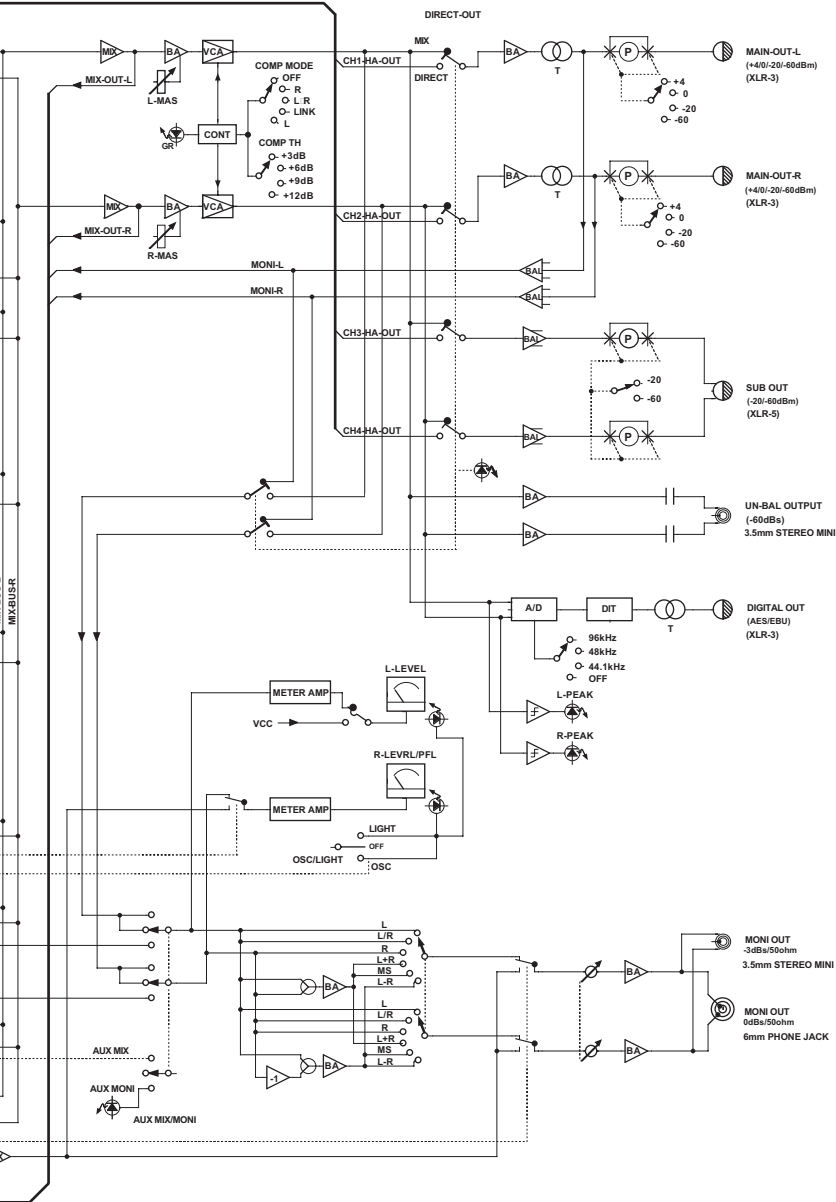 DIRECT-OUT
MIX
MIX
BA
VCA
COMP MODE
OFF
R
L/R
LINK
L
CH1-HA-OUT
DIRECT
BA
T
P
MAIN-OUT-L
(+4/0/-20/-60dBm)
(XLR-3)
+4
0
-20
-60
MIX-OUT-L
L-MAS
GR
CONT
COMP TH
+3dB
+6dB
+9dB
+12dB
MIX
BA
VCA
CH2-HA-OUT
BA
T
P
MAIN-OUT-R
(+4/0/-20/-60dBm)
(XLR-3)
+4
0
-20
-60
MIX-OUT-R
R-MAS
MONI-L
BAL
MONI-R
BAL
CH3-HA-OUT
BAL
P
-20
-60
SUB OUT
(-20/-60dBm)
(XLR-5)
CH4-HA-OUT
BAL
P
BA
BA
UN-BAL OUTPUT
(-60dBs)
3.5mm STEREO MINI
MIX-BUS-R
A/D
DIT
T
DIGITAL OUT
(AES/EBU)
(XLR-3)
96kHz
48kHz
44.1kHz
OFF
L-PEAK
R-PEAK
L-LEVEL
METER AMP
VCC
R-LEVRL/PFL
METER AMP
LIGHT
OFF
OSC/LIGHT
OSC
L
L/R
R
L+R
MS
L-R
BA
BA
MONI OUT
-3dBs/50ohm
3.5mm STEREO MINI
L
L/R
R
L+R
MS
L-R
-1
BA
BA
MONI OUT
0dBs/50ohm
6mm PHONE JACK
AUX MIX
AUX MONI
AUX MIX/MONI